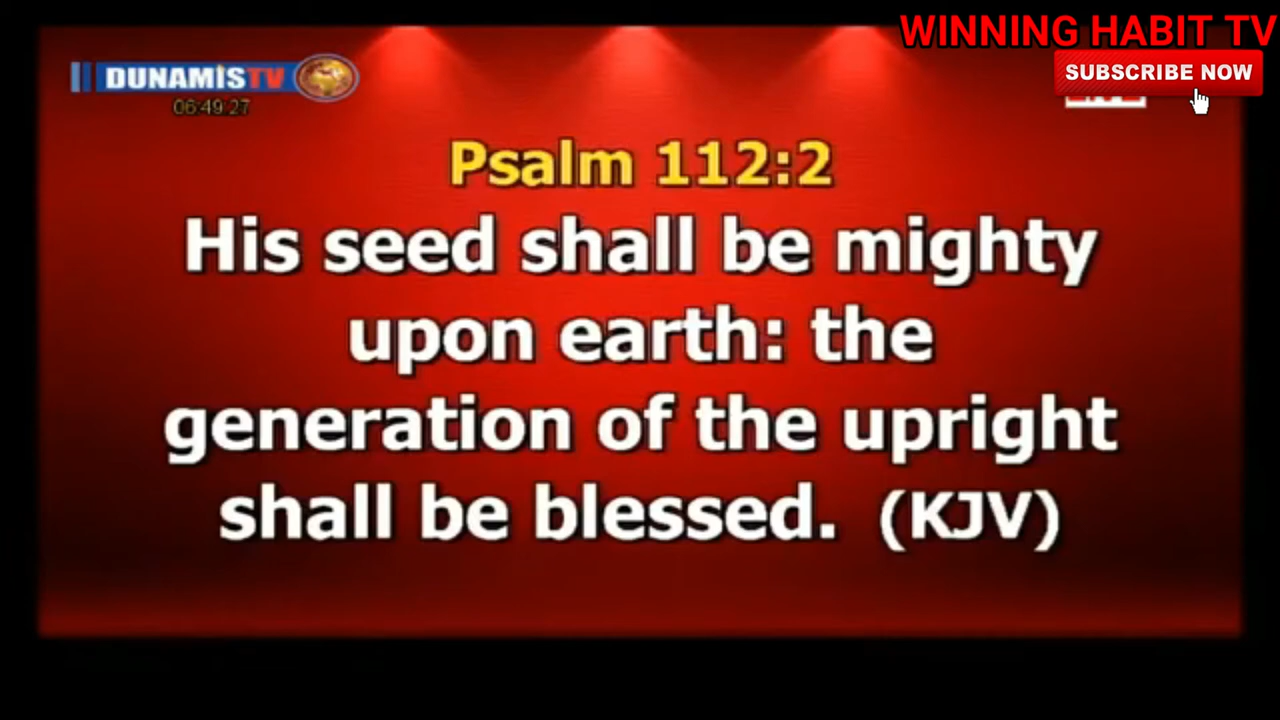 WINNING HABIT TV
DUNAMIS TV
SUBSCRIBE NOW
06:49:27
Psalm 112:2
His seed shall be mighty
upon earth: the
generation of the upright
shall be blessed. (KJV)